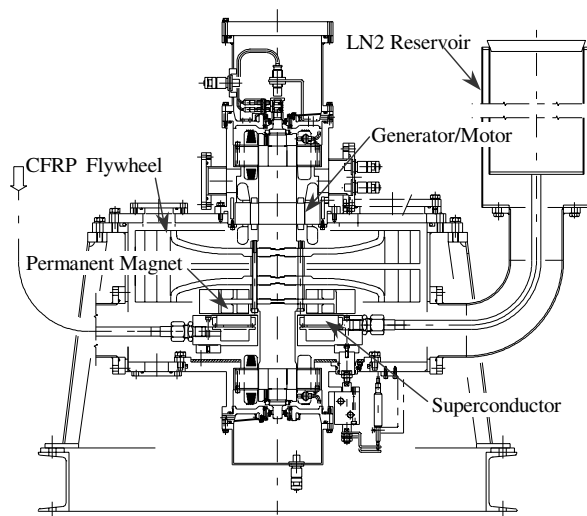 LN2 Reservoir
Generator/Motor
CFRP Flywheel
Permanent Magnet
Superconductor